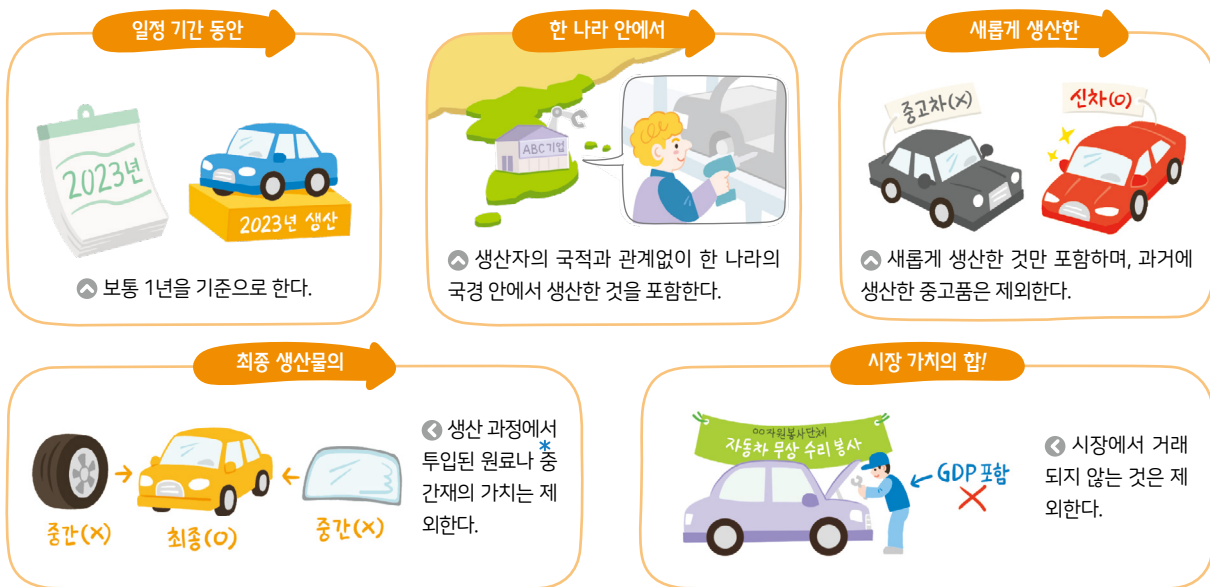 일정 기간 동안
2023년
2023년 생산
보통 1년을 기준으로 한다.
한 나라 안에서
ABC기업
생산자의 국적과 관계없이 한 나라의
국경 안에서 생산한 것을 포함한다.
새롭게 생산한
중고차(X)
신차(O)
새롭게 생산한 것만 포함하며, 과거에
생산한 중고품은 제외한다.
최종 생산물의
중간(X)
최종(O)
중간(X)
생산 과정에서
투입된 원료나 *중
간재의 가치는 제
외한다.
시장 가치의 합!
○○자원봉사단체
자동차 무상 수리 봉사
GDP 포함
시장에서 거래
되지 않는 것은 제
외한다.